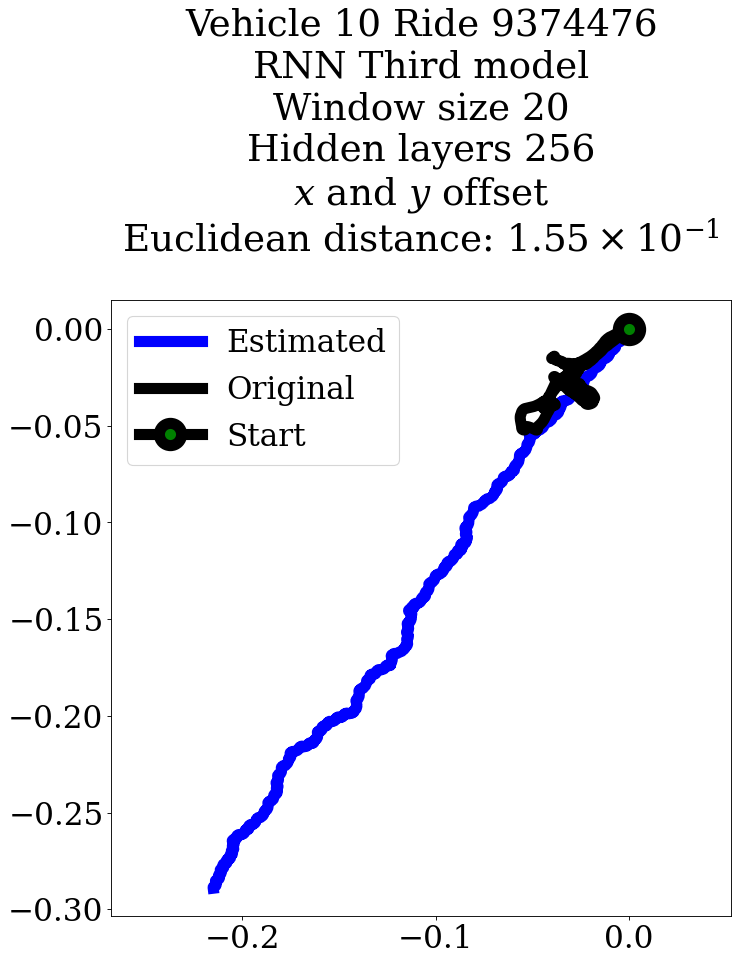 Vehicle 10 Ride 9374476
RNN Third model
Window size 20
Hidden layers 256
x and y offset
Euclidean distance: 1.55 × 10⁻¹
Estimated
Original
Start
0.00
−0.05
−0.10
−0.15
−0.20
−0.25
−0.30
−0.2
−0.1
0.0